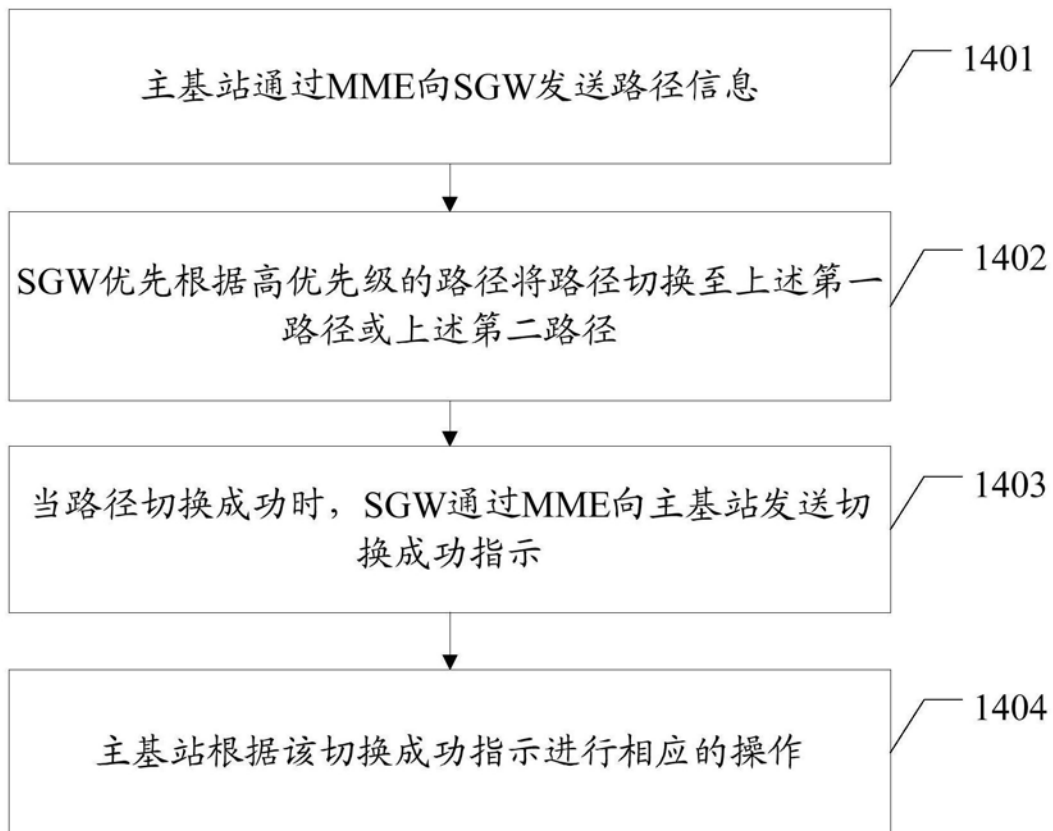 主基站通过MME向SGW发送路径信息
1401
SGW优先根据高优先级的路径将路径切换至上述第一
路径或上述第二路径
1402
当路径切换成功时，SGW通过MME向主基站发送切
换成功指示
1403
主基站根据该切换成功指示进行相应的操作
1404